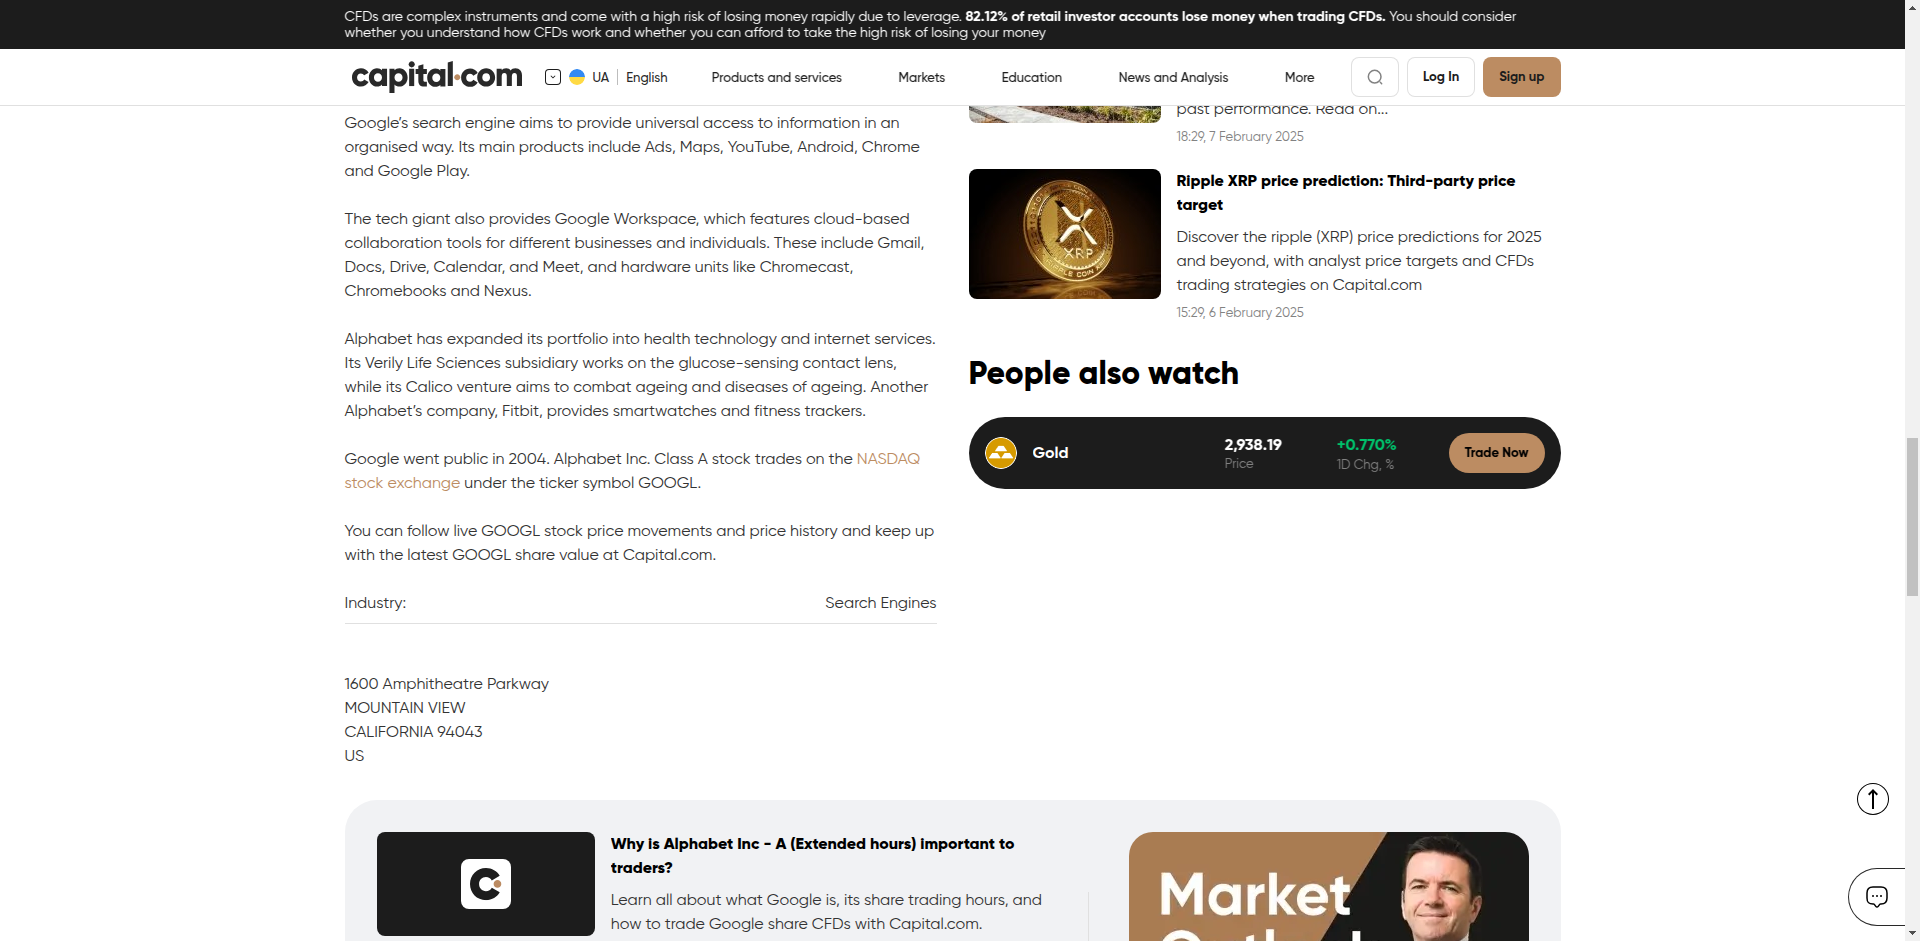 CFDs are complex instruments and come with a high risk of losing money rapidly due to leverage. 82.12% of retail investor accounts lose money when trading CFDs. You should consider
whether you understand how CFDs work and whether you can afford to take the high risk of losing your money
capital.com
UA
English
Products and services
Markets
Education
News and Analysis
More
Log In
Sign up
Google’s search engine aims to provide universal access to information in an
organised way. Its main products include Ads, Maps, YouTube, Android, Chrome
and Google Play.
The tech giant also provides Google Workspace, which features cloud-based
collaboration tools for different businesses and individuals. These include Gmail,
Docs, Drive, Calendar, and Meet, and hardware units like Chromecast,
Chromebooks and Nexus.
Alphabet has expanded its portfolio into health technology and internet services.
Its Verily Life Sciences subsidiary works on the glucose-sensing contact lens,
while its Calico venture aims to combat ageing and diseases of ageing. Another
Alphabet’s company, Fitbit, provides smartwatches and fitness trackers.
Google went public in 2004. Alphabet Inc. Class A stock trades on the NASDAQ
stock exchange under the ticker symbol GOOGL.
You can follow live GOOGL stock price movements and price history and keep up
with the latest GOOGL share value at Capital.com.
Industry:
Search Engines
1600 Amphitheatre Parkway
MOUNTAIN VIEW
CALIFORNIA 94043
US
past performance. Read on...
18:29, 7 February 2025
XRP
Ripple XRP price prediction: Third-party price
target
Discover the ripple (XRP) price predictions for 2025
and beyond, with analyst price targets and CFDs
trading strategies on Capital.com
15:29, 6 February 2025
People also watch
Gold
2,938.19
Price
+0.770%
1D Chg, %
Trade Now
Why is Alphabet Inc - A (Extended hours) important to
traders?
Learn all about what Google is, its share trading hours, and
how to trade Google share CFDs with Capital.com.
Market
Outlook